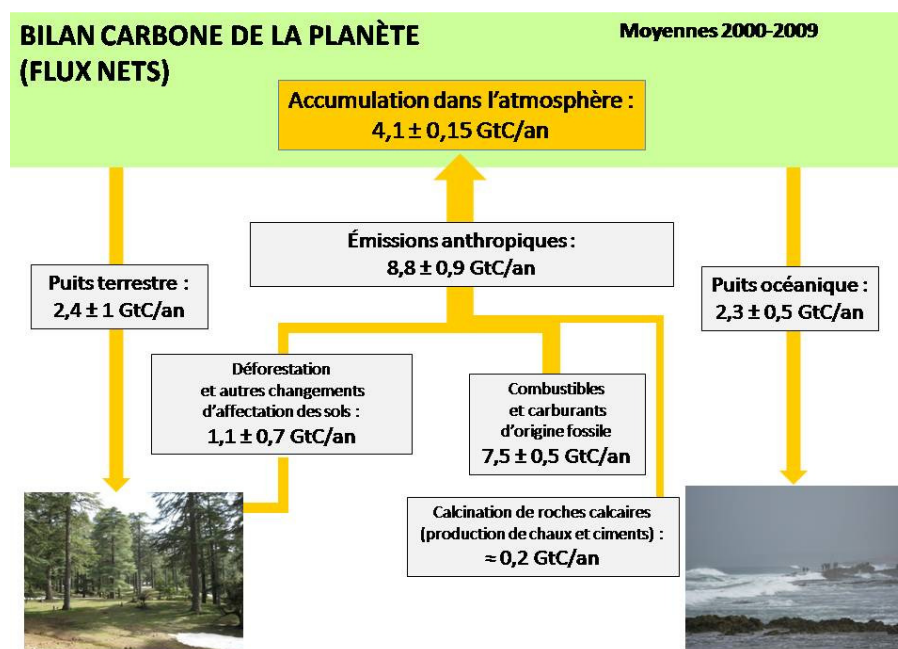 BILAN CARBONE DE LA PLANÈTE
(FLUX NETS)
Moyennes 2000-2009
Accumulation dans l'atmosphère :
4,1 ± 0,15 GtC/an
Émissions anthropiques :
8,8 ± 0,9 GtC/an
Puits terrestre :
2,4 ± 1 GtC/an
Puits océanique :
2,3 ± 0,5 GtC/an
Déforestation
et autres changements
d'affectation des sols :
1,1 ± 0,7 GtC/an
Combustibles
et carburants
d'origine fossile
7,5 ± 0,5 GtC/an
Calcination de roches calcaires
(production de chaux et ciments) :
≈ 0,2 GtC/an